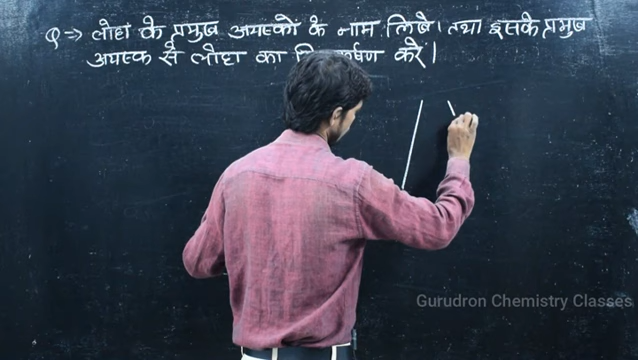 Q⇒ लोहा के प्रमुख अयस्को के नाम लिखे। तथा इसके प्रमुख
अयस्क से लोहा का करे।
Gurudron Chemistry Classes